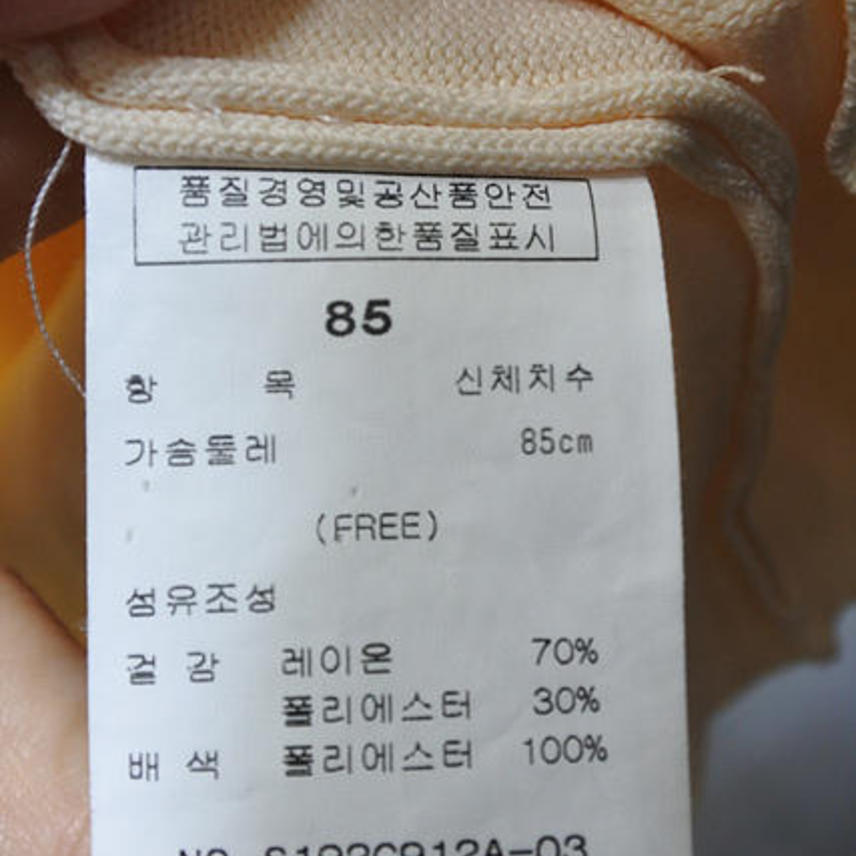 품질경영및공산품안전
관리법에의한품질표시
85
항 목 신체치수
가슴둘레 85cm
(FREE)
섬유조성
겉 감 레이온 70%
폴리에스터 30%
배 색 폴리에스터 100%
NO S192C912A-03